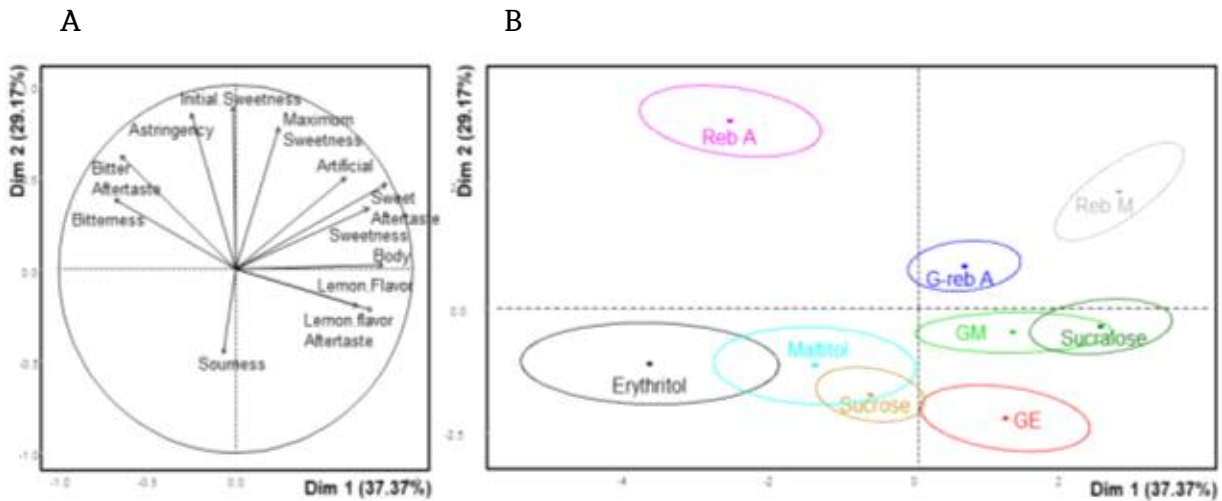 A
B
Dim 2 (29.17%)
Initial.Sweetness
Astringency
Maximum
Sweetness
Artificial
Bitter
Aftertaste
Bitterness
Sweet
Aftertaste
Sweetness
Body
Lemon.Flavor
Lemon.flavor
Aftertaste
Sourness
0.0
-1.0
-1.0
-0.5
0.0
Dim 1 (37.37%)
Dim 2 (29.17%)
Reb A
Reb M
G-reb A
GM
Sucralose
Maltitol
Erythritol
Sucrose
GE
0.0
-2.5
-4
-2
0
Dim 1 (37.37%)